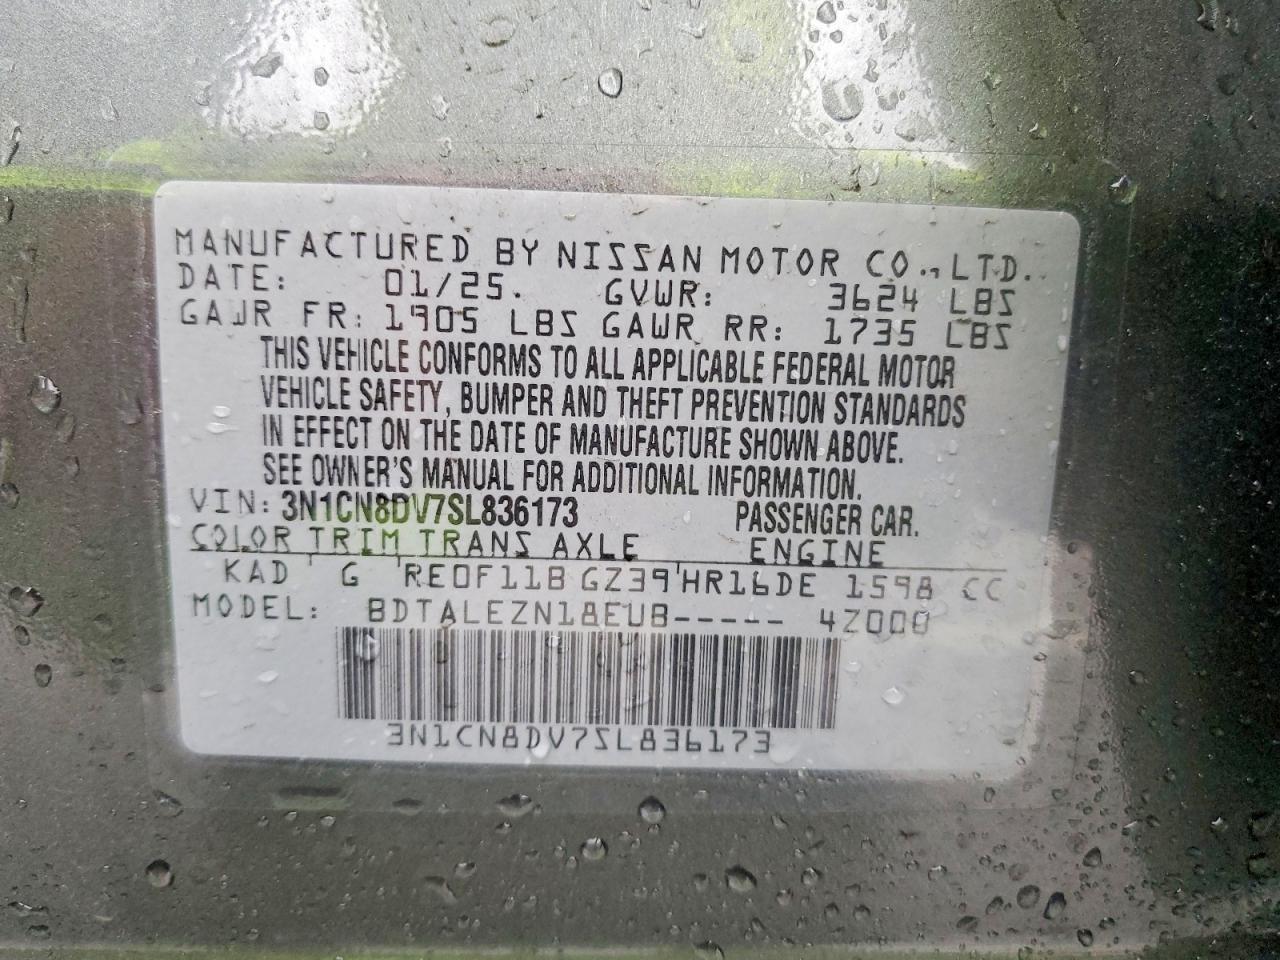 MANUFACTURED BY NISSAN MOTOR CO.,LTD.
DATE: 01/25. GVWR: 3624 LBS
GAWR FR: 1905 LBS GAWR RR: 1735 LBS
THIS VEHICLE CONFORMS TO ALL APPLICABLE FEDERAL MOTOR
VEHICLE SAFETY, BUMPER AND THEFT PREVENTION STANDARDS
IN EFFECT ON THE DATE OF MANUFACTURE SHOWN ABOVE.
SEE OWNER'S MANUAL FOR ADDITIONAL INFORMATION.
VIN: 3N1CN8DV7SL836173 PASSENGER CAR.
COLOR TRIM TRANS AXLE ENGINE
KAD G RE0F11B GZ39 HR16DE 1598 CC
MODEL: BDTALEZN18EUB----- 4Z000
3N1CN8DV7SL836173